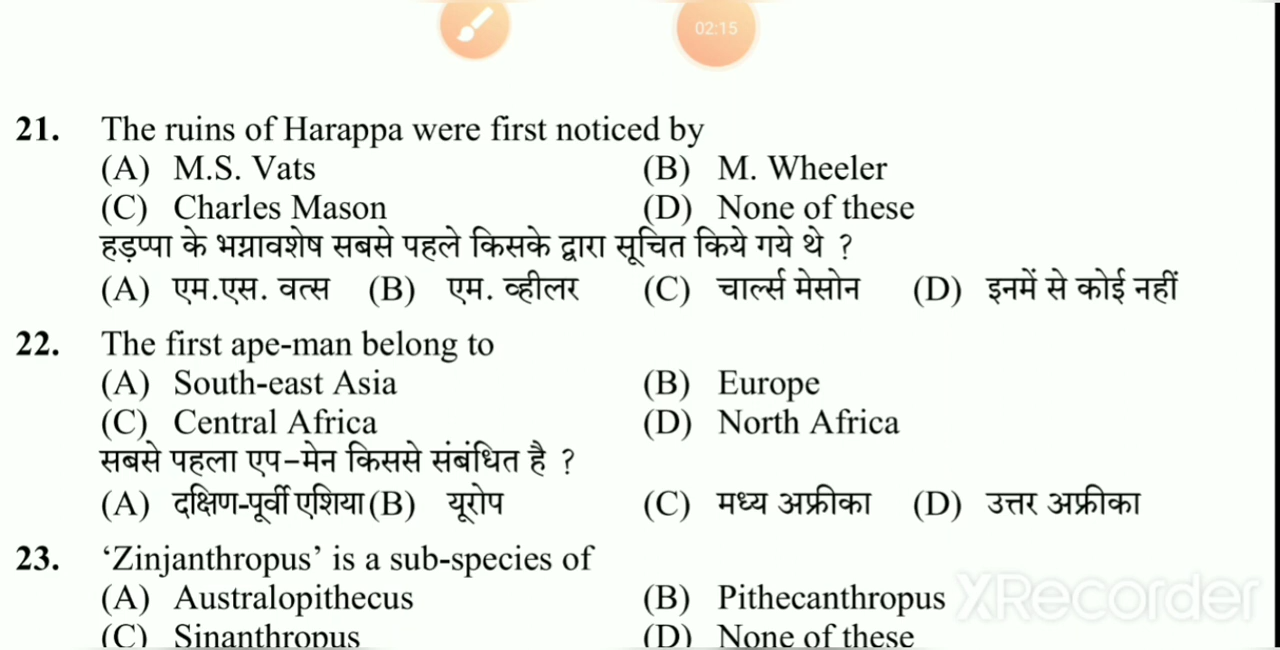 02:15
21. The ruins of Harappa were first noticed by
(A) M.S. Vats (B) M. Wheeler
(C) Charles Mason (D) None of these
हड़प्पा के भग्नावशेष सबसे पहले किसके द्वारा सूचित किये गये थे ?
(A) एम.एस. वत्स (B) एम. व्हीलर (C) चार्ल्स मेसोन (D) इनमें से कोई नहीं
22. The first ape-man belong to
(A) South-east Asia (B) Europe
(C) Central Africa (D) North Africa
सबसे पहला एप-मेन किससे संबंधित है ?
(A) दक्षिण-पूर्वी एशिया (B) यूरोप (C) मध्य अफ्रीका (D) उत्तर अफ्रीका
23. ‘Zinjanthropus’ is a sub-species of
(A) Australopithecus (B) Pithecanthropus
(C) Sinanthropus (D) None of these
XRecorder